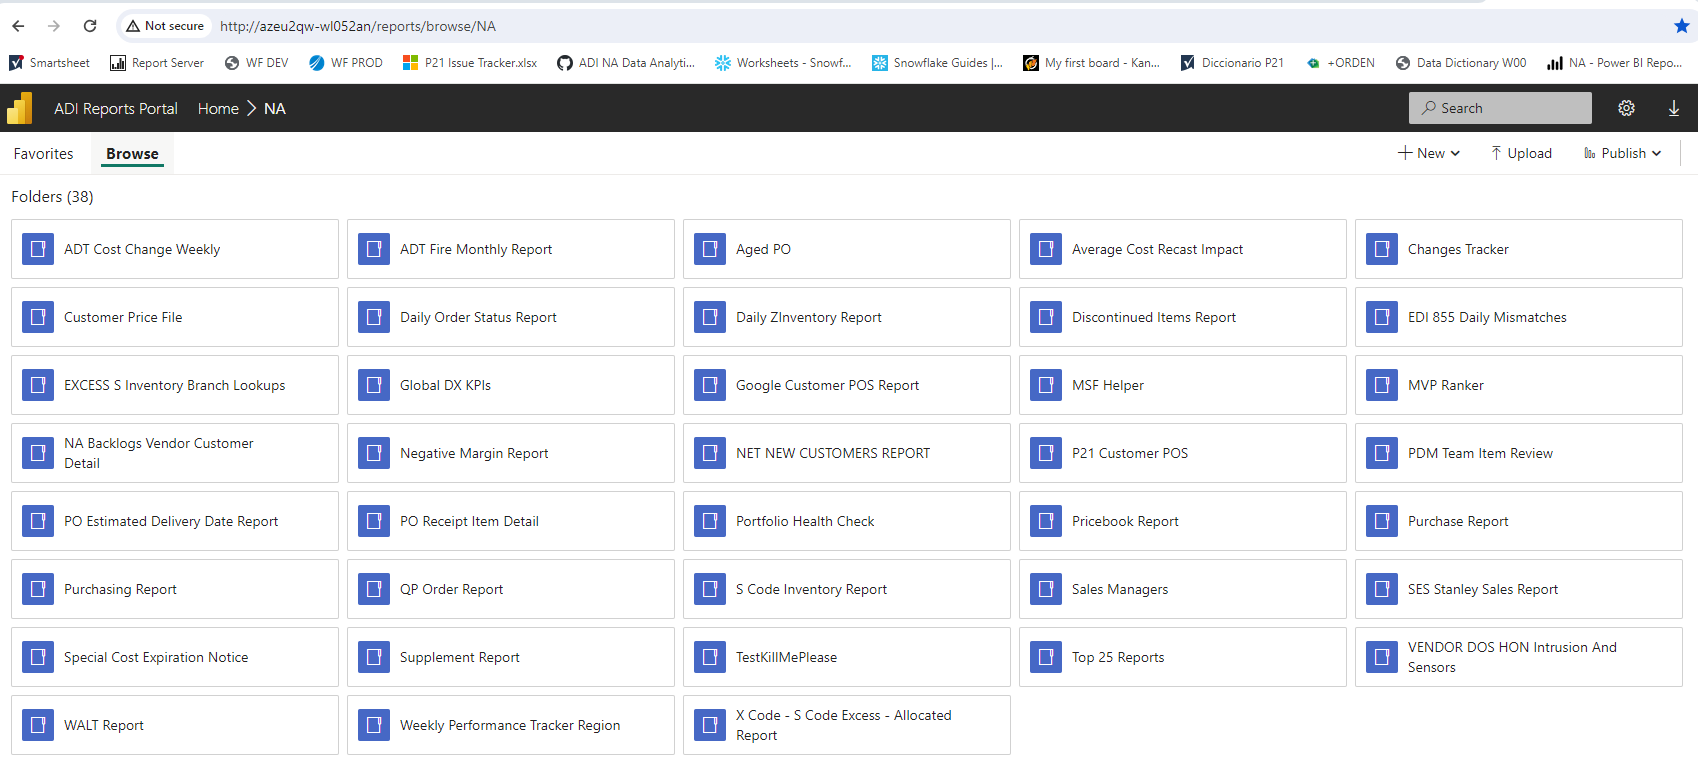 Not secure http://azeu2qw-wl052an/reports/browse/NA
Smartsheet Report Server WF DEV WF PROD P21 Issue Tracker.xlsx ADI NA Data Analyti... Worksheets - Snowf... Snowflake Guides |... My first board - Kan... Diccionario P21 +ORDEN Data Dictionary W00 NA - Power BI Repo...
ADI Reports Portal Home > NA Search
Favorites Browse New Upload Publish
Folders (38)
ADT Cost Change Weekly
ADT Fire Monthly Report
Aged PO
Average Cost Recast Impact
Changes Tracker
Customer Price File
Daily Order Status Report
Daily ZInventory Report
Discontinued Items Report
EDI 855 Daily Mismatches
EXCESS S Inventory Branch Lookups
Global DX KPIs
Google Customer POS Report
MSF Helper
MVP Ranker
NA Backlogs Vendor Customer
Detail
Negative Margin Report
NET NEW CUSTOMERS REPORT
P21 Customer POS
PDM Team Item Review
PO Estimated Delivery Date Report
PO Receipt Item Detail
Portfolio Health Check
Pricebook Report
Purchase Report
Purchasing Report
QP Order Report
S Code Inventory Report
Sales Managers
SES Stanley Sales Report
Special Cost Expiration Notice
Supplement Report
TestKillMePlease
Top 25 Reports
VENDOR DOS HON Intrusion And
Sensors
WALT Report
Weekly Performance Tracker Region
X Code - S Code Excess - Allocated
Report